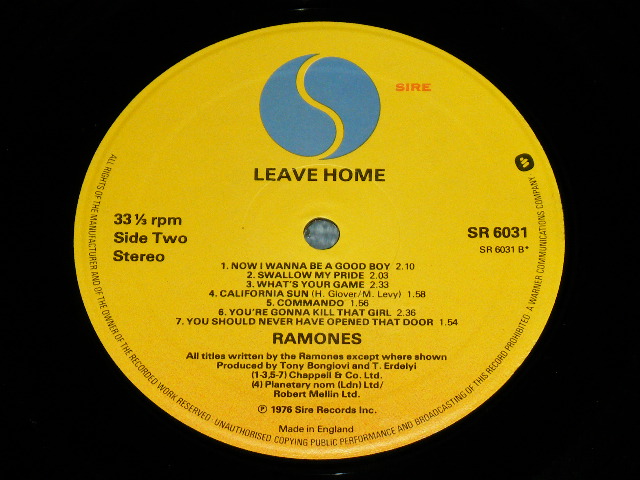 SIRE
LEAVE HOME
33 ⅓ rpm
Side Two
Stereo
SR 6031
SR 6031 B*
1. NOW I WANNA BE A GOOD BOY 2.10
2. SWALLOW MY PRIDE 2.03
3. WHAT'S YOUR GAME 2.33
4. CALIFORNIA SUN (H. Glover/M. Levy) 1.58
5. COMMANDO 1.56
6. YOU'RE GONNA KILL THAT GIRL 2.36
7. YOU SHOULD NEVER HAVE OPENED THAT DOOR 1.54
RAMONES
All titles written by the Ramones except where shown
Produced by Tony Bongiovi and T. Erdelyi
(1-3,5-7) Chappell & Co. Ltd.
(4) Planetary nom (Ldn) Ltd/
Robert Mellin Ltd.
℗ 1976 Sire Records Inc.
Made in England
ALL RIGHTS OF THE MANUFACTURER AND OF THE OWNER OF THE RECORDED WORK RESERVED. UNAUTHORISED COPYING PUBLIC PERFORMANCE AND BROADCASTING OF THIS RECORD PROHIBITED. A WARNER COMMUNICATIONS COMPANY.